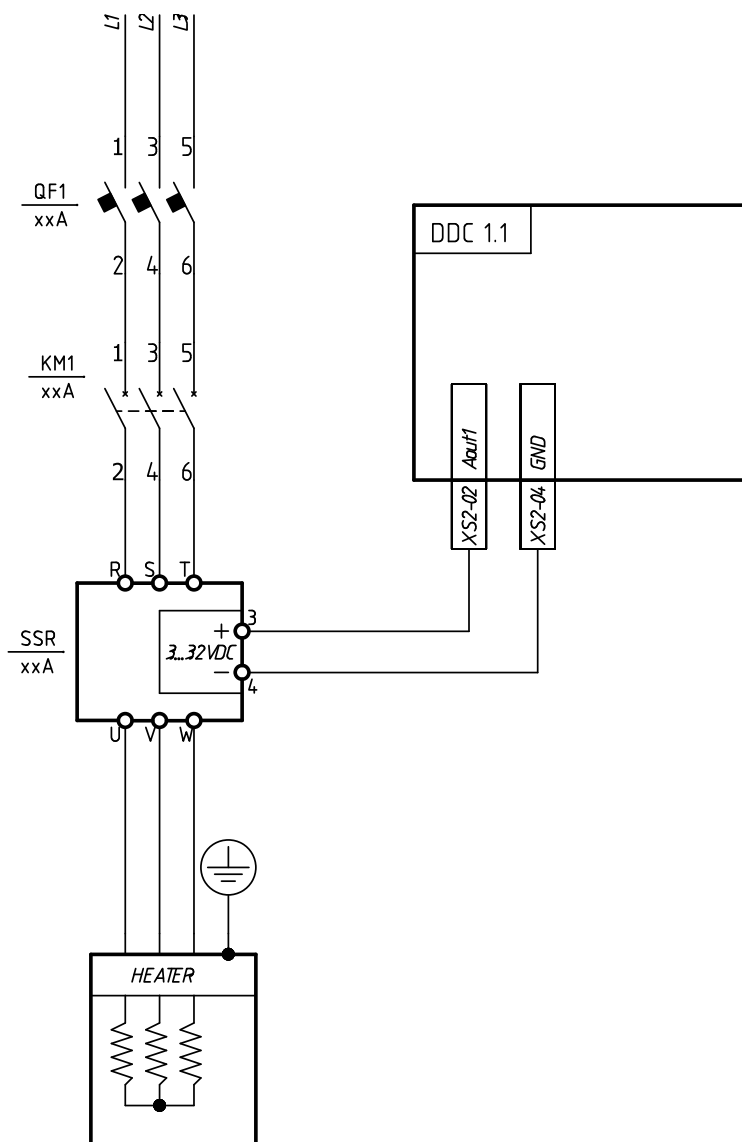 L1 L2 L3
1 3 5
QF1
xxA
2 4 6
DDC 1.1
1 3 5
KM1
xxA
2 4 6
XS2-02 Aout1
XS2-04 GND
R S T
SSR
xxA
3
+
3...32VDC
-
4
U V W
HEATER